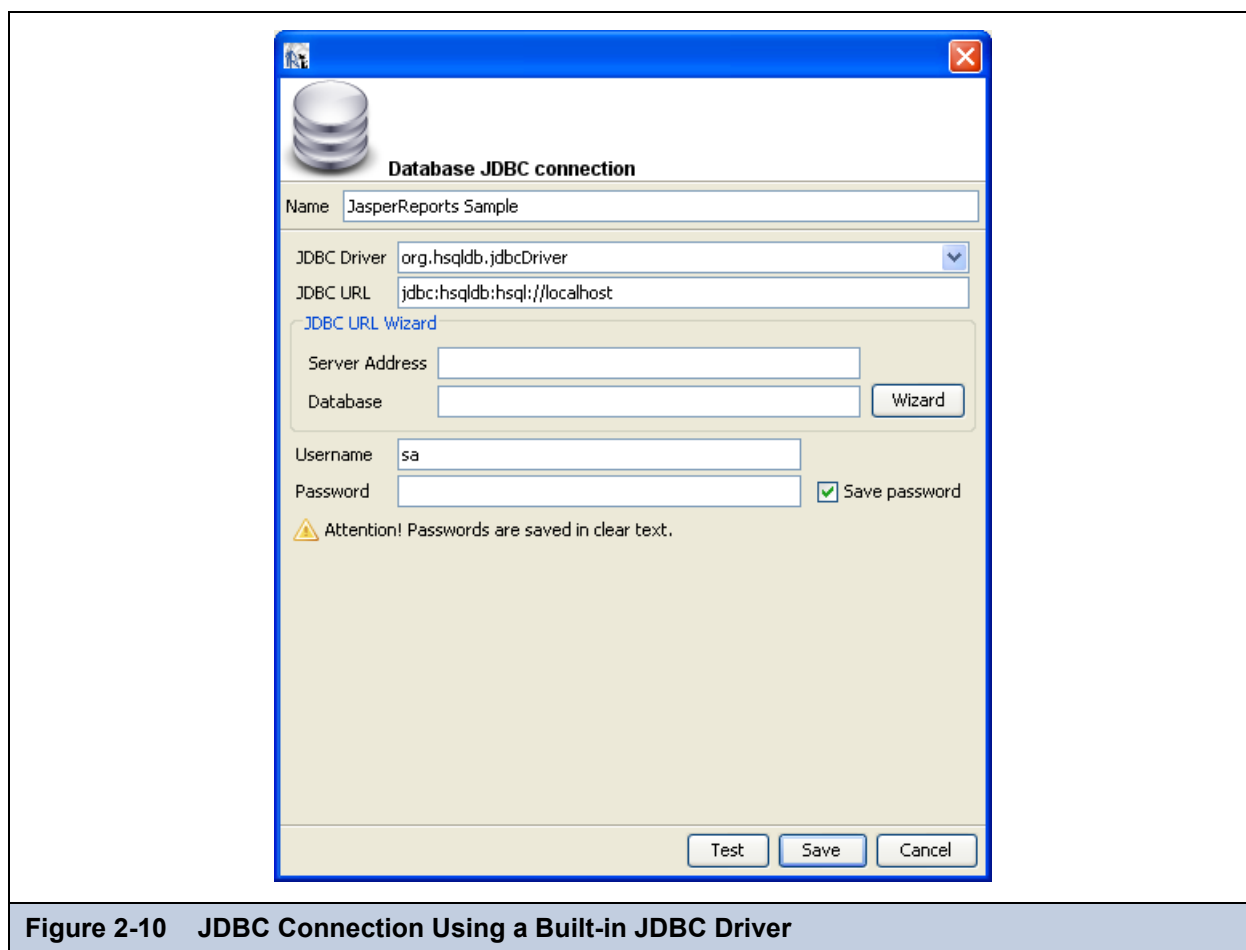 Database JDBC connection
Name JasperReports Sample
JDBC Driver org.hsqldb.jdbcDriver
JDBC URL jdbc:hsqldb:hsql://localhost
JDBC URL Wizard
Server Address
Database Wizard
Username sa
Password Save password
Attention! Passwords are saved in clear text.
Test Save Cancel
Figure 2-10 JDBC Connection Using a Built-in JDBC Driver